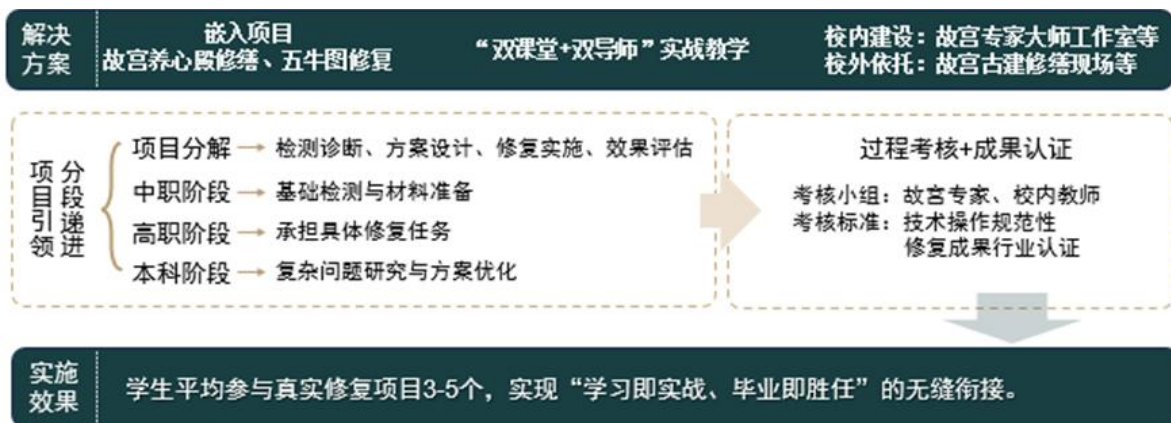 解决
方案
嵌入项目
故宫养心殿修缮、五牛图修复
“双课堂+双导师”实战教学
校内建设：故宫专家大师工作室等
校外依托：故宫古建修缮现场等
项目引领
分段递进
项目分解→检测诊断、方案设计、修复实施、效果评估
中职阶段→基础检测与材料准备
高职阶段→承担具体修复任务
本科阶段→复杂问题研究与方案优化
过程考核+成果认证
考核小组：故宫专家、校内教师
考核标准：技术操作规范性
修复成果行业认证
实施
效果
学生平均参与真实修复项目3-5个，实现“学习即实战、毕业即胜任”的无缝衔接。